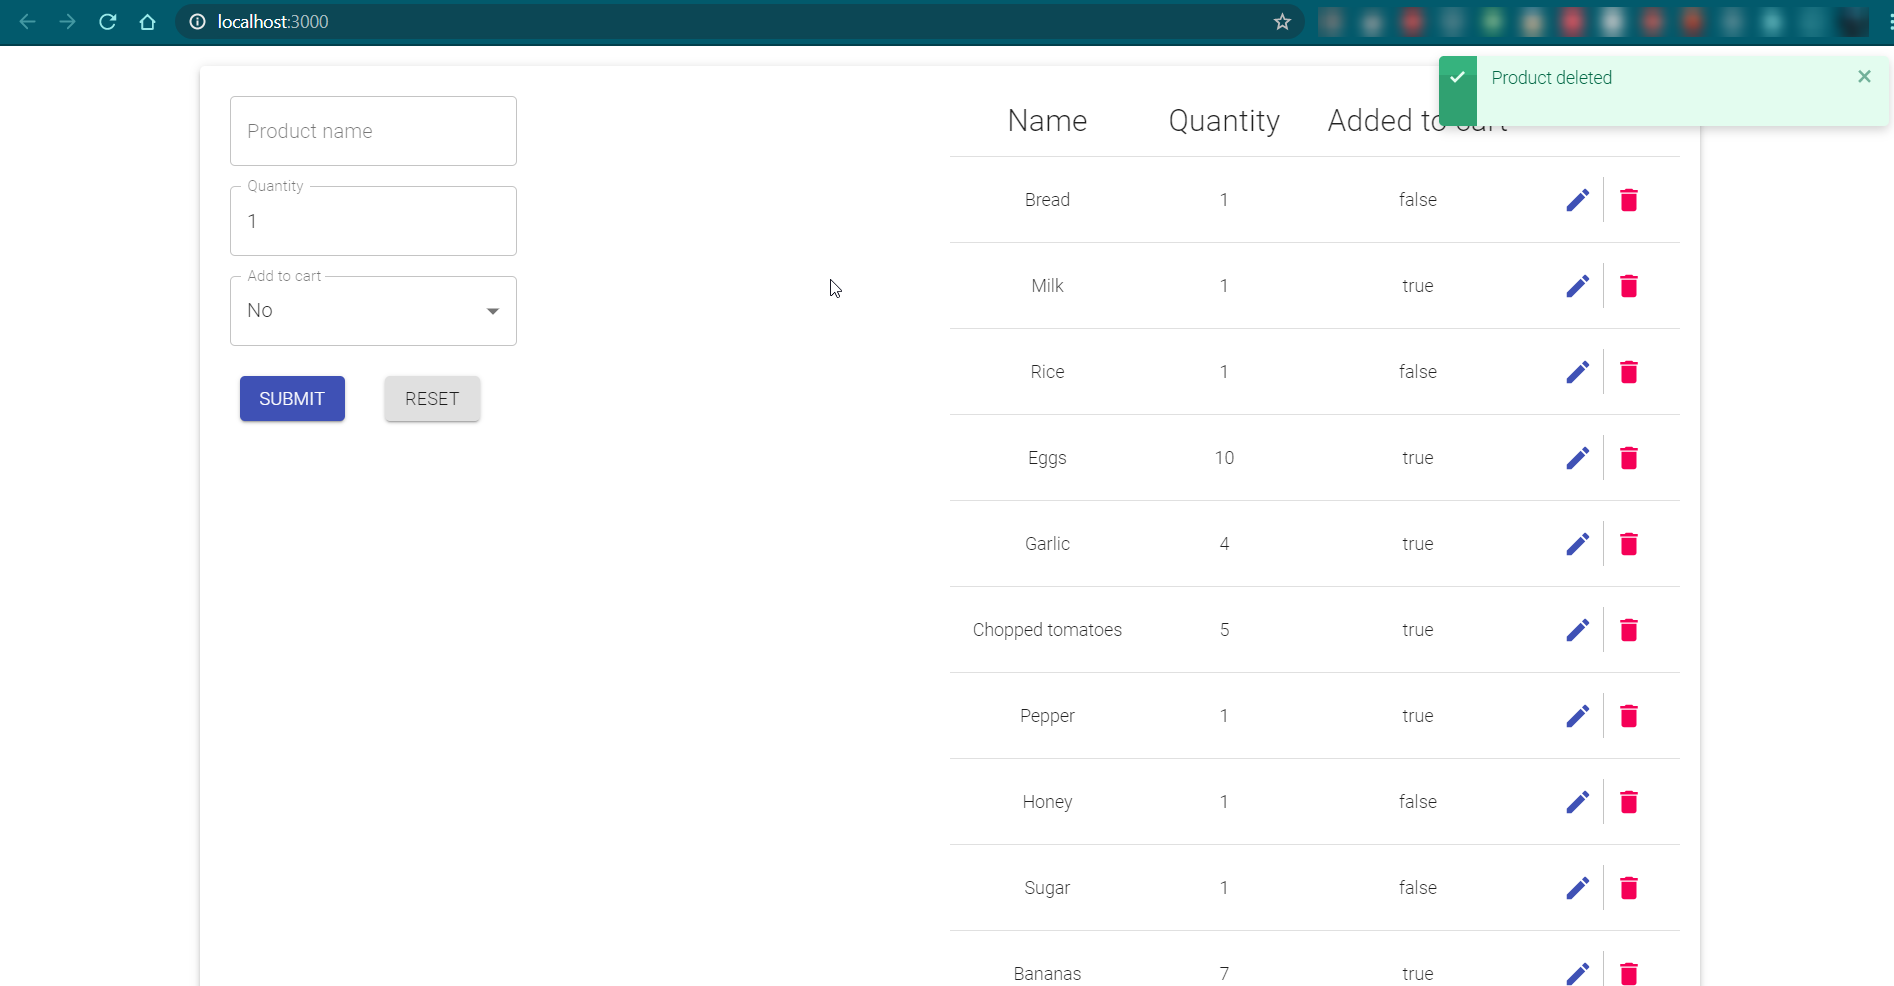 localhost:3000
Product deleted
Product name
Quantity
1
Add to cart
No
SUBMIT RESET
Name Quantity Added to cart
Bread 1 false
Milk 1 true
Rice 1 false
Eggs 10 true
Garlic 4 true
Chopped tomatoes 5 true
Pepper 1 true
Honey 1 false
Sugar 1 false
Bananas 7 true